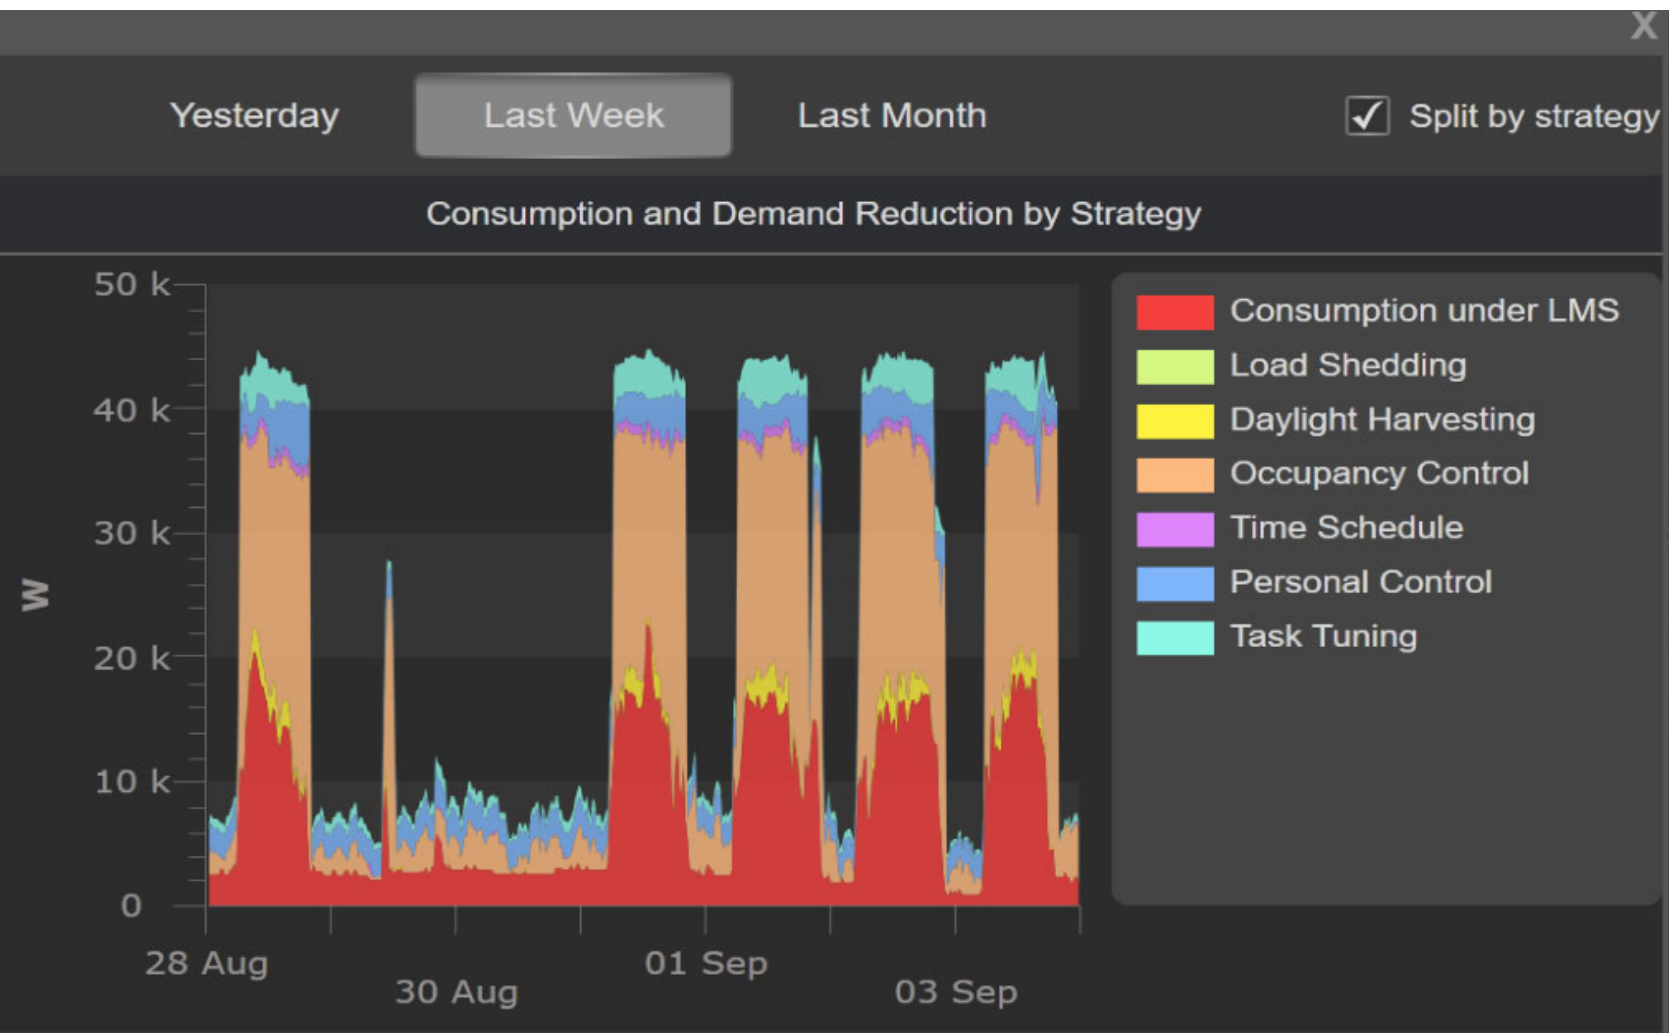 X
Yesterday Last Week Last Month Split by strategy
Consumption and Demand Reduction by Strategy
50 k
40 k
30 k
20 k
10 k
0
W
28 Aug
30 Aug
01 Sep
03 Sep
Consumption under LMS
Load Shedding
Daylight Harvesting
Occupancy Control
Time Schedule
Personal Control
Task Tuning